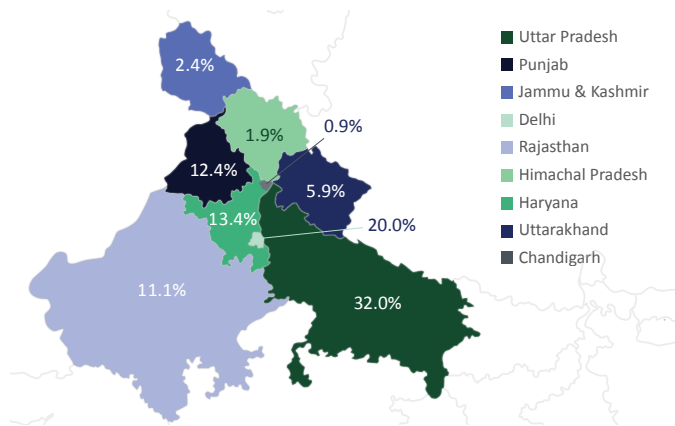 Uttar Pradesh
Punjab
Jammu & Kashmir
Delhi
Rajasthan
Himachal Pradesh
Haryana
Uttarakhand
Chandigarh
2.4%
1.9%
0.9%
12.4%
5.9%
13.4%
20.0%
11.1%
32.0%